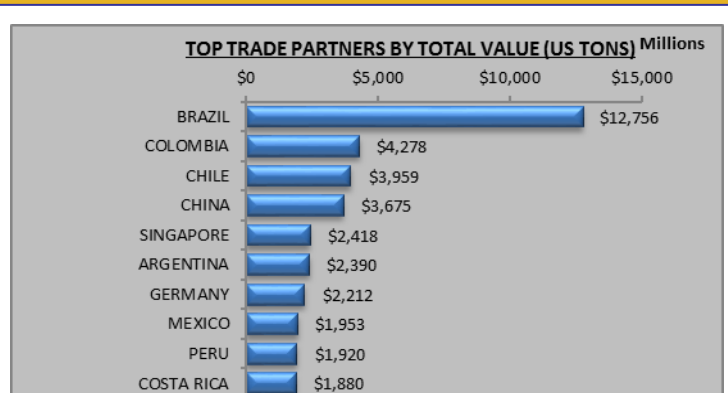 TOP TRADE PARTNERS BY TOTAL VALUE (US TONS) Millions
$0 $5,000 $10,000 $15,000
BRAZIL $12,756
COLOMBIA $4,278
CHILE $3,959
CHINA $3,675
SINGAPORE $2,418
ARGENTINA $2,390
GERMANY $2,212
MEXICO $1,953
PERU $1,920
COSTA RICA $1,880